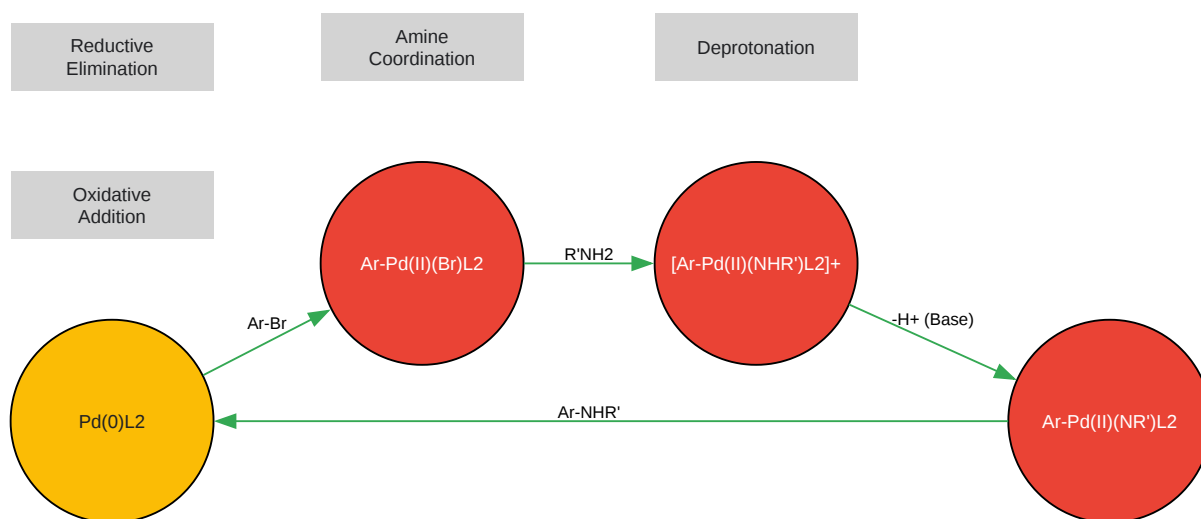 Reductive
Elimination
Amine
Coordination
Deprotonation
Oxidative
Addition
Ar-Pd(II)(Br)L2
R'NH2
[Ar-Pd(II)(NHR')L2]+
Ar-Br
-H+ (Base)
Pd(0)L2
Ar-NHR'
Ar-Pd(II)(NR')L2